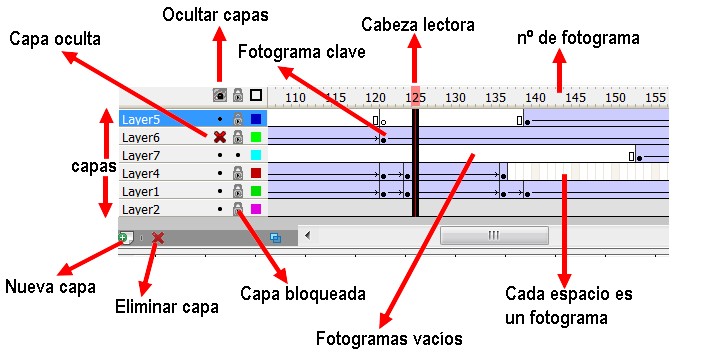 Ocultar capas
Cabeza lectora
Capa oculta
Fotograma clave
nº de fotograma
110 115 120 125 130 135 140 145 150 155
Layer5
Layer6
Layer7
Layer4
Layer1
Layer2
capas
Nueva capa
Eliminar capa
Capa bloqueada
Fotogramas vacíos
Cada espacio es
un fotograma